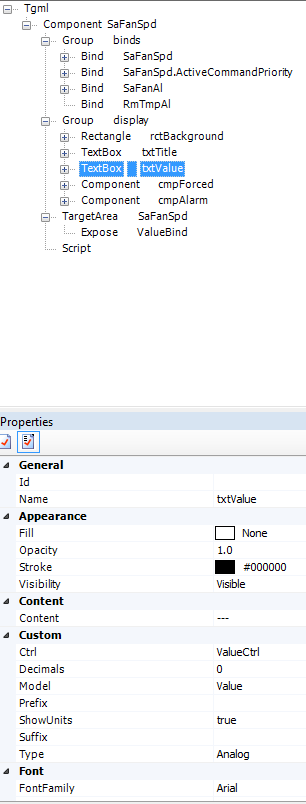 Tgml
Component SaFanSpd
Group binds
Bind SaFanSpd
Bind SaFanSpd.ActiveCommandPriority
Bind SaFanAl
Bind RmTmpAl
Group display
Rectangle rctBackground
TextBox txtTitle
TextBox txtValue
Component cmpForced
Component cmpAlarm
TargetArea SaFanSpd
Expose ValueBind
Script
Properties
General
Id
Name txtValue
Appearance
Fill None
Opacity 1.0
Stroke #000000
Visibility Visible
Content
Content ---
Custom
Ctrl ValueCtrl
Decimals 0
Model Value
Prefix
ShowUnits true
Suffix
Type Analog
Font
FontFamily Arial